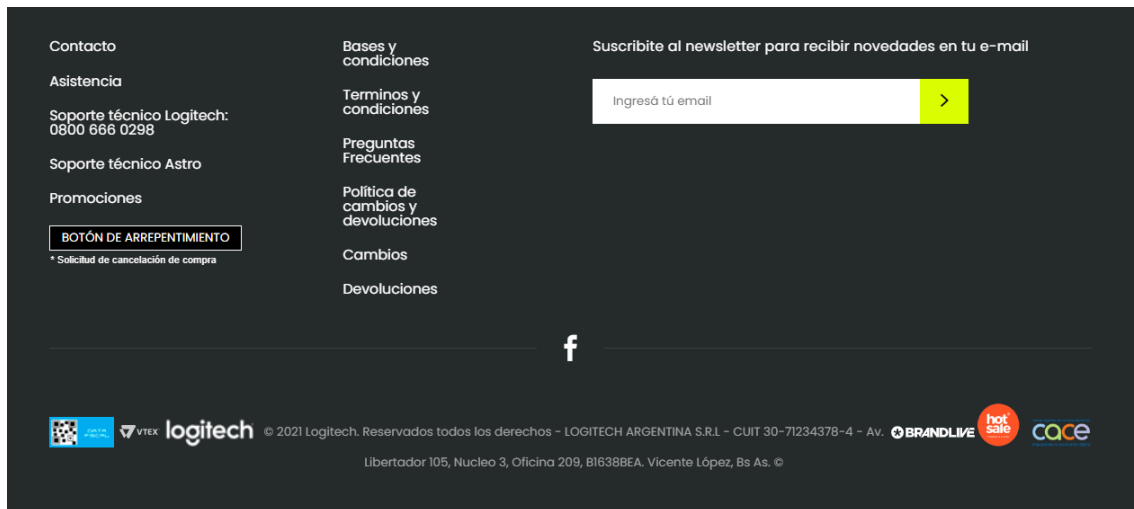 Contacto
Asistencia
Soporte técnico Logitech:
0800 666 0298
Soporte técnico Astro
Promociones
BOTÓN DE ARREPENTIMIENTO
* Solicitud de cancelación de compra
Bases y
condiciones
Terminos y
condiciones
Preguntas
Frecuentes
Política de
cambios y
devoluciones
Cambios
Devoluciones
Suscribite al newsletter para recibir novedades en tu e-mail
Ingresá tú email
DATA
FISCAL
VTEX
logitech
© 2021 Logitech. Reservados todos los derechos - LOGITECH ARGENTINA S.R.L - CUIT 30-71234378-4 - Av.
BRANDLIVE
hot
sale
cace
Libertador 105, Nucleo 3, Oficina 209, B1638BEA. Vicente López, Bs As. ©